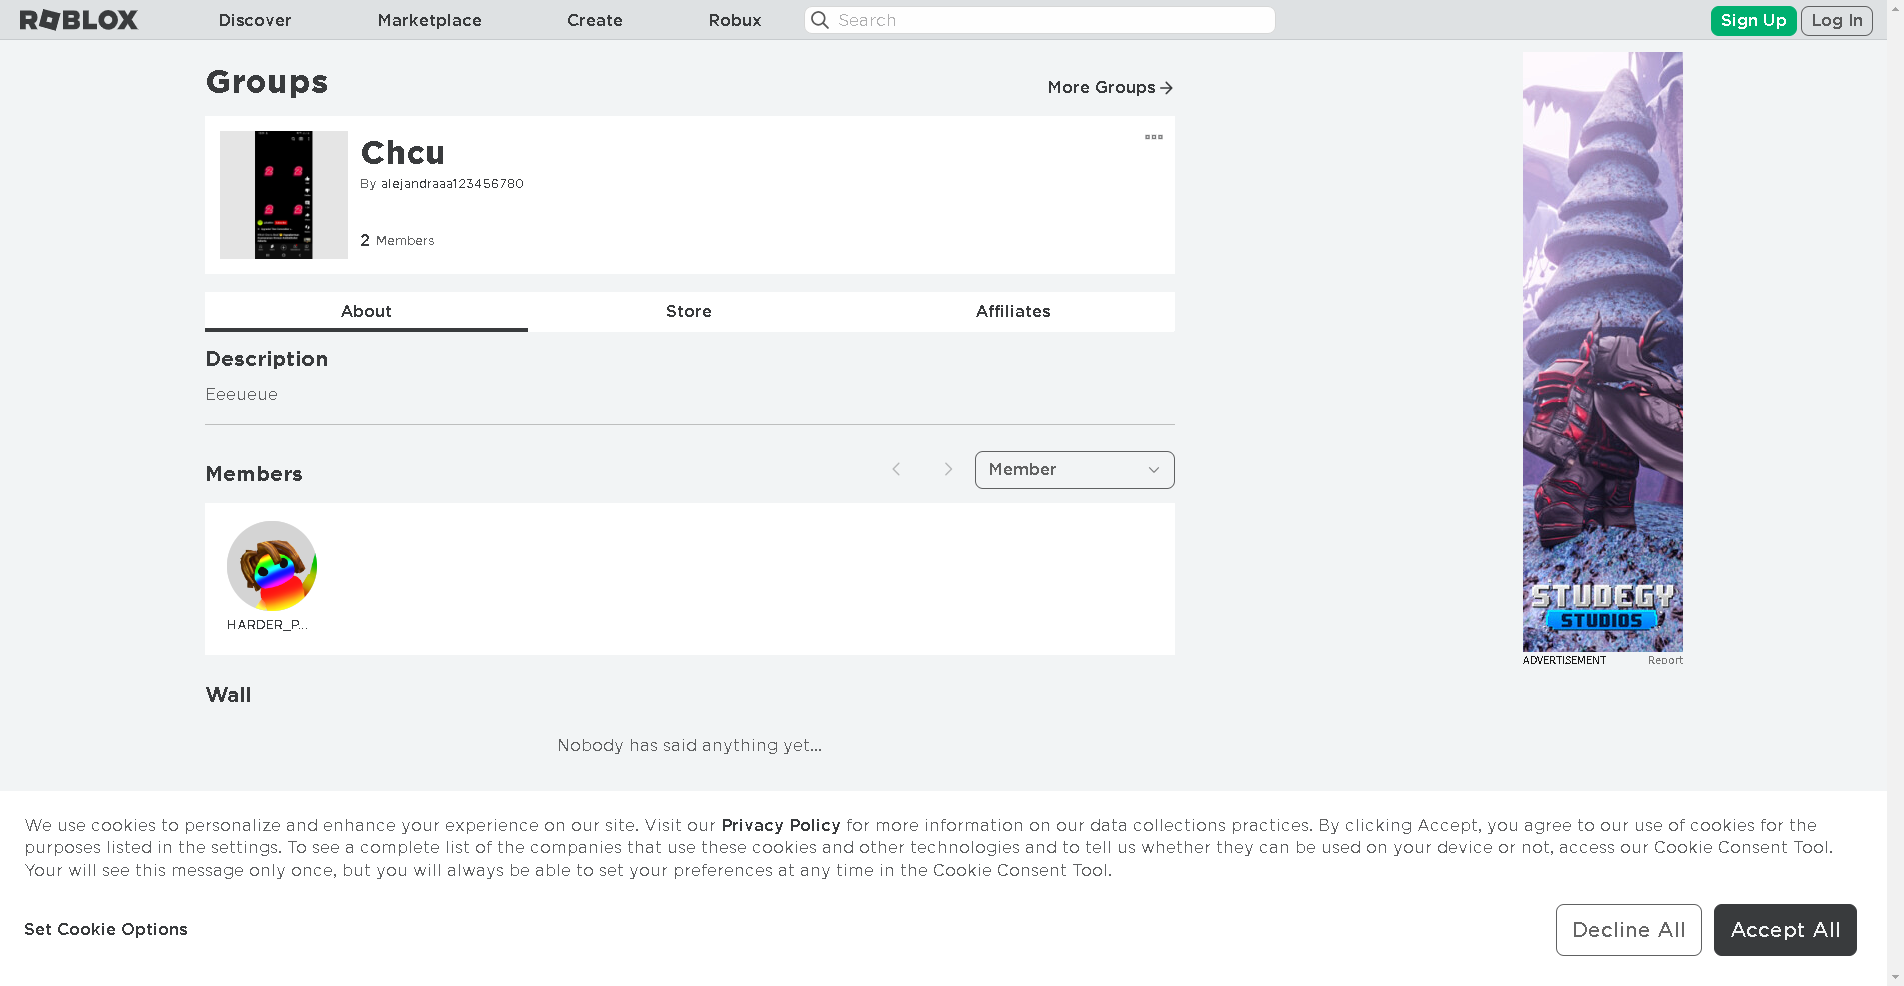 ROBLOX
Discover
Marketplace
Create
Robux
Search
Sign Up
Log In
Groups
More Groups
Chcu
By alejandraaa123456780
2 Members
About
Store
Affiliates
Description
Eeeueue
Members
Member
HARDER_P...
Wall
Nobody has said anything yet...
STUDEGY
STUDIOS
ADVERTISEMENT
Report
We use cookies to personalize and enhance your experience on our site. Visit our Privacy Policy for more information on our data collections practices. By clicking Accept, you agree to our use of cookies for the
purposes listed in the settings. To see a complete list of the companies that use these cookies and other technologies and to tell us whether they can be used on your device or not, access our Cookie Consent Tool.
Your will see this message only once, but you will always be able to set your preferences at any time in the Cookie Consent Tool.
Set Cookie Options
Decline All
Accept All